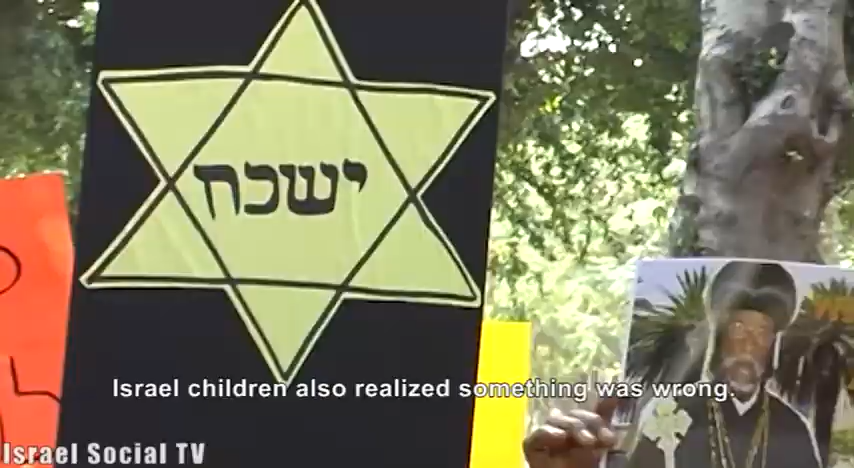 ישכח
Israel children also realized something was wrong.
Israel Social TV